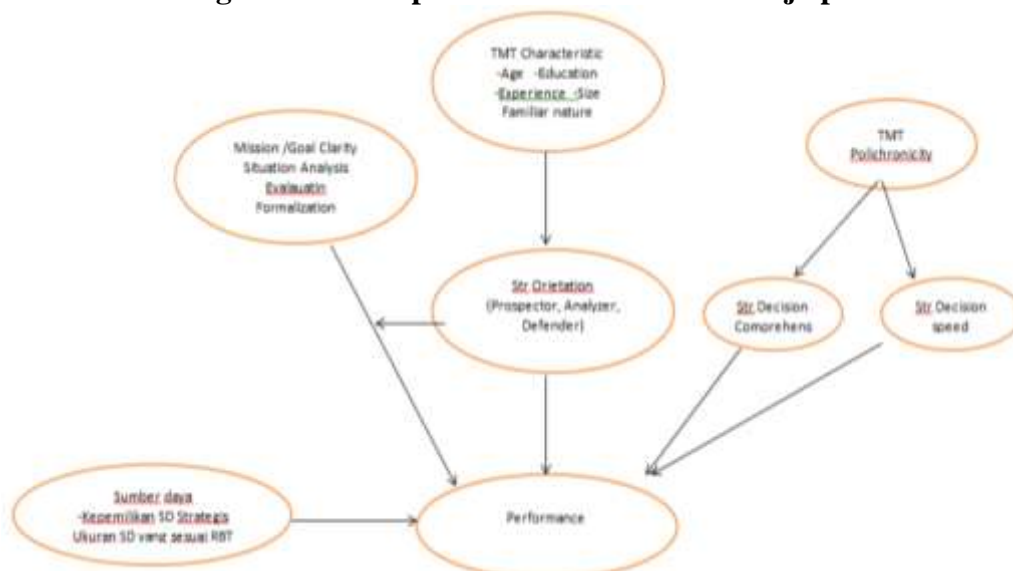 TMT Characteristic
-Age -Education
-Experience -Size
Familiar nature
Mission /Goal Clarity
Situation Analysis
Evalauatin
Formalization
TMT
Polichronicity
Str Orietation
(Prospector, Analyzer,
Defender)
Str Decision
Comprehens
Str Decision
speed
Sumber daya
-Kepemilikan SD Strategis
Ukuran SD yang sesuai RBT
Performance